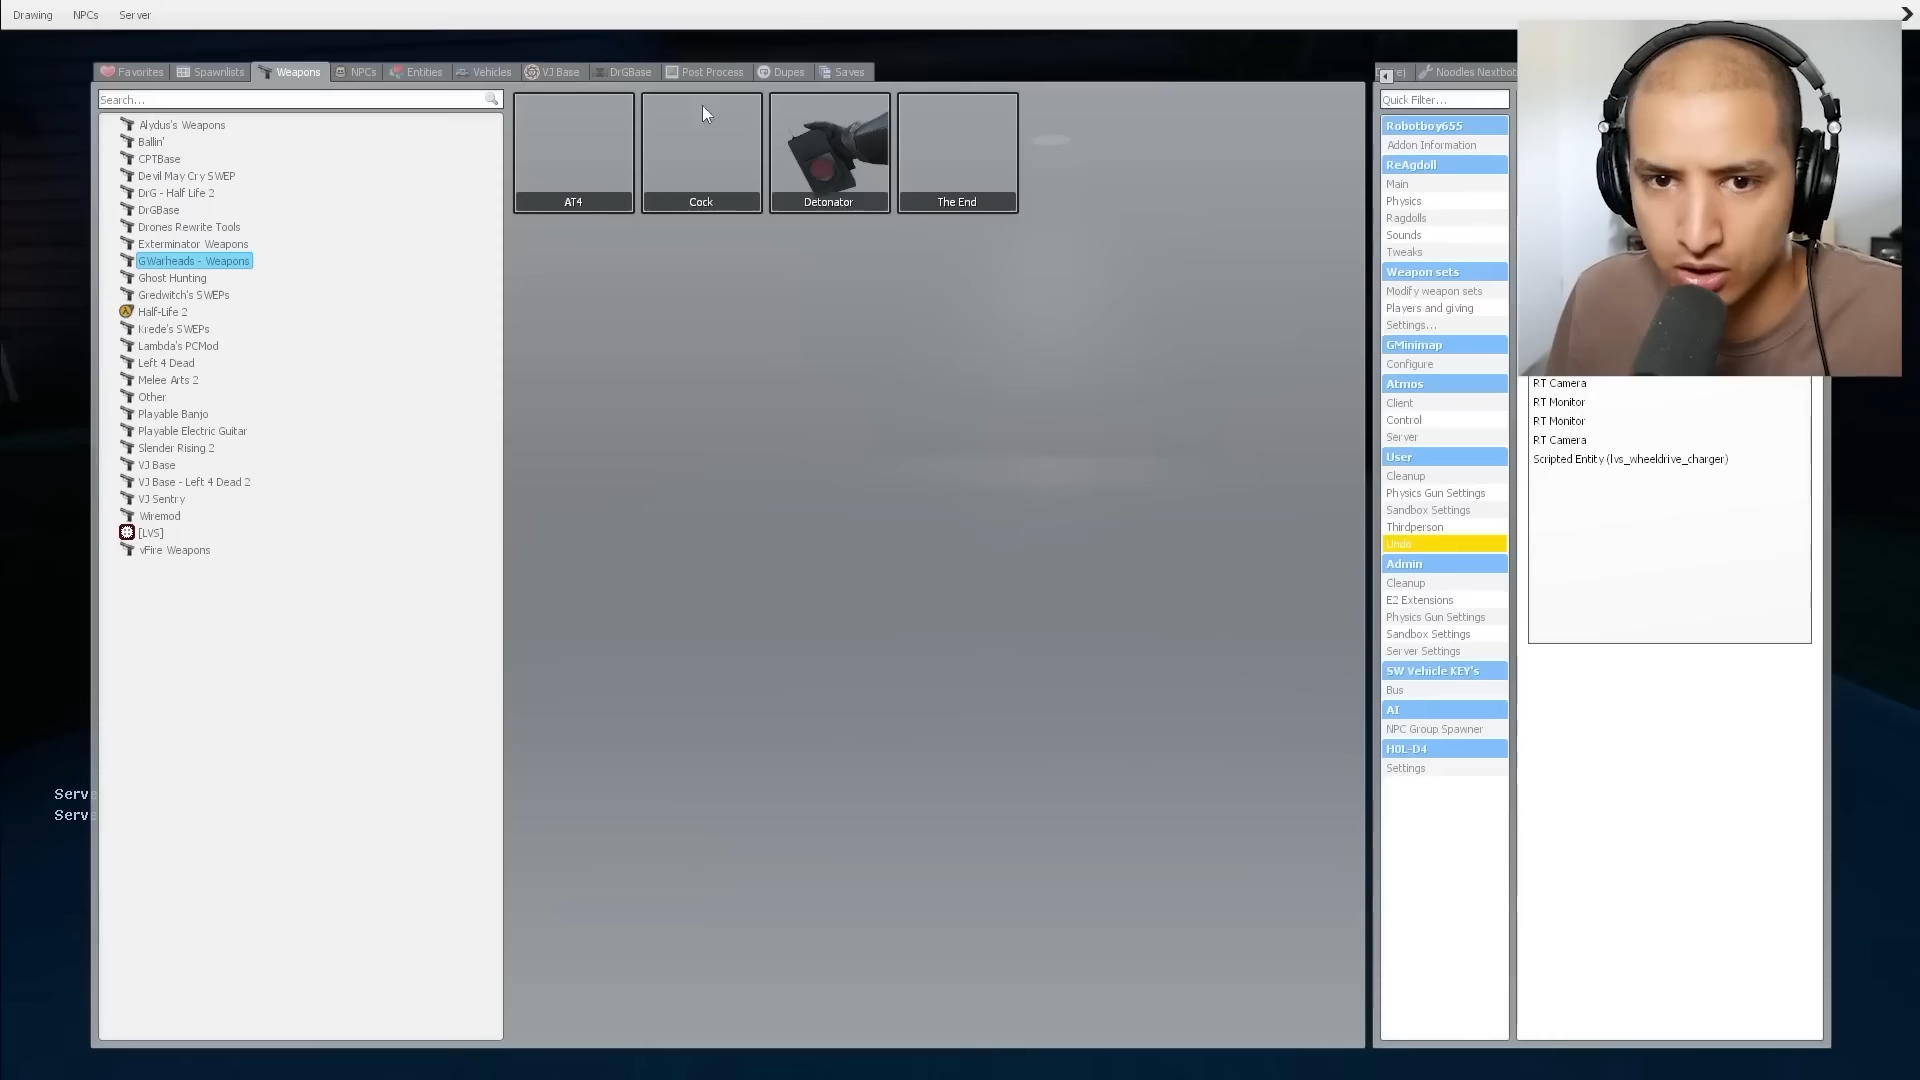 Drawing NPCs Server
Favorites Spawnlists Weapons NPCs Entities Vehicles VJ Base DrGBase Post Process Dupes Saves
Noodles Nextbot
Search...
Alydus's Weapons
Ballin'
CPTBase
Devil May Cry SWEP
DrG - Half Life 2
DrGBase
Drones Rewrite Tools
Exterminator Weapons
GWarheads - Weapons
Ghost Hunting
Gredwitch's SWEPs
Half-Life 2
Krede's SWEPs
Lambda's PCMod
Left 4 Dead
Melee Arts 2
Other
Playable Banjo
Playable Electric Guitar
Slender Rising 2
VJ Base
VJ Base - Left 4 Dead 2
VJ Sentry
Wiremod
[LVS]
vFire Weapons
AT4 Cock Detonator The End
Quick Filter...
Robotboy655
Addon Information
ReAgdoll
Main
Physics
Ragdolls
Sounds
Tweaks
Weapon sets
Modify weapon sets
Players and giving
Settings...
GMinimap
Configure
Atmos
Client
Control
Server
User
Cleanup
Physics Gun Settings
Sandbox Settings
Thirdperson
Undo
Admin
Cleanup
E2 Extensions
Physics Gun Settings
Sandbox Settings
Server Settings
SW Vehicle KEY's
Bus
AI
NPC Group Spawner
H0L-D4
Settings
RT Camera
RT Monitor
RT Monitor
RT Camera
Scripted Entity (lvs_wheeldrive_charger)
Serve
Serve